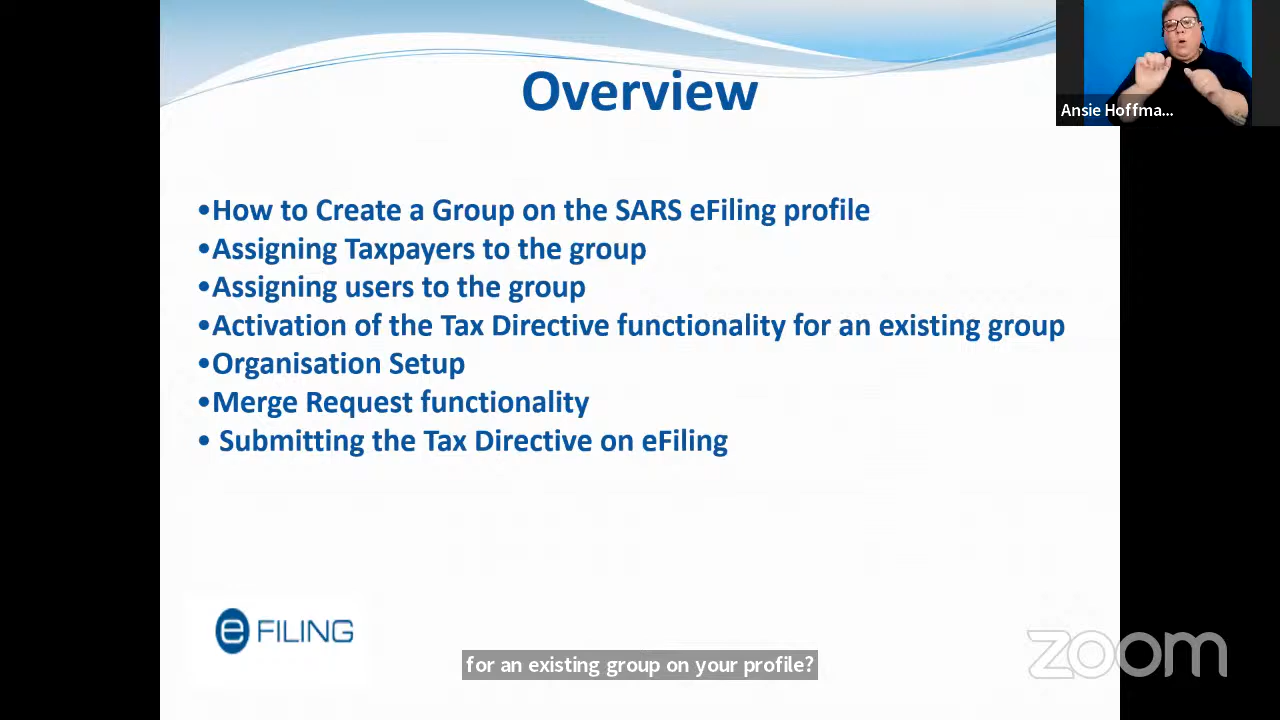 Overview
Ansie Hoffma...
•How to Create a Group on the SARS eFiling profile
•Assigning Taxpayers to the group
•Assigning users to the group
•Activation of the Tax Directive functionality for an existing group
•Organisation Setup
•Merge Request functionality
• Submitting the Tax Directive on eFiling
e FILING
for an existing group on your profile?
zoom